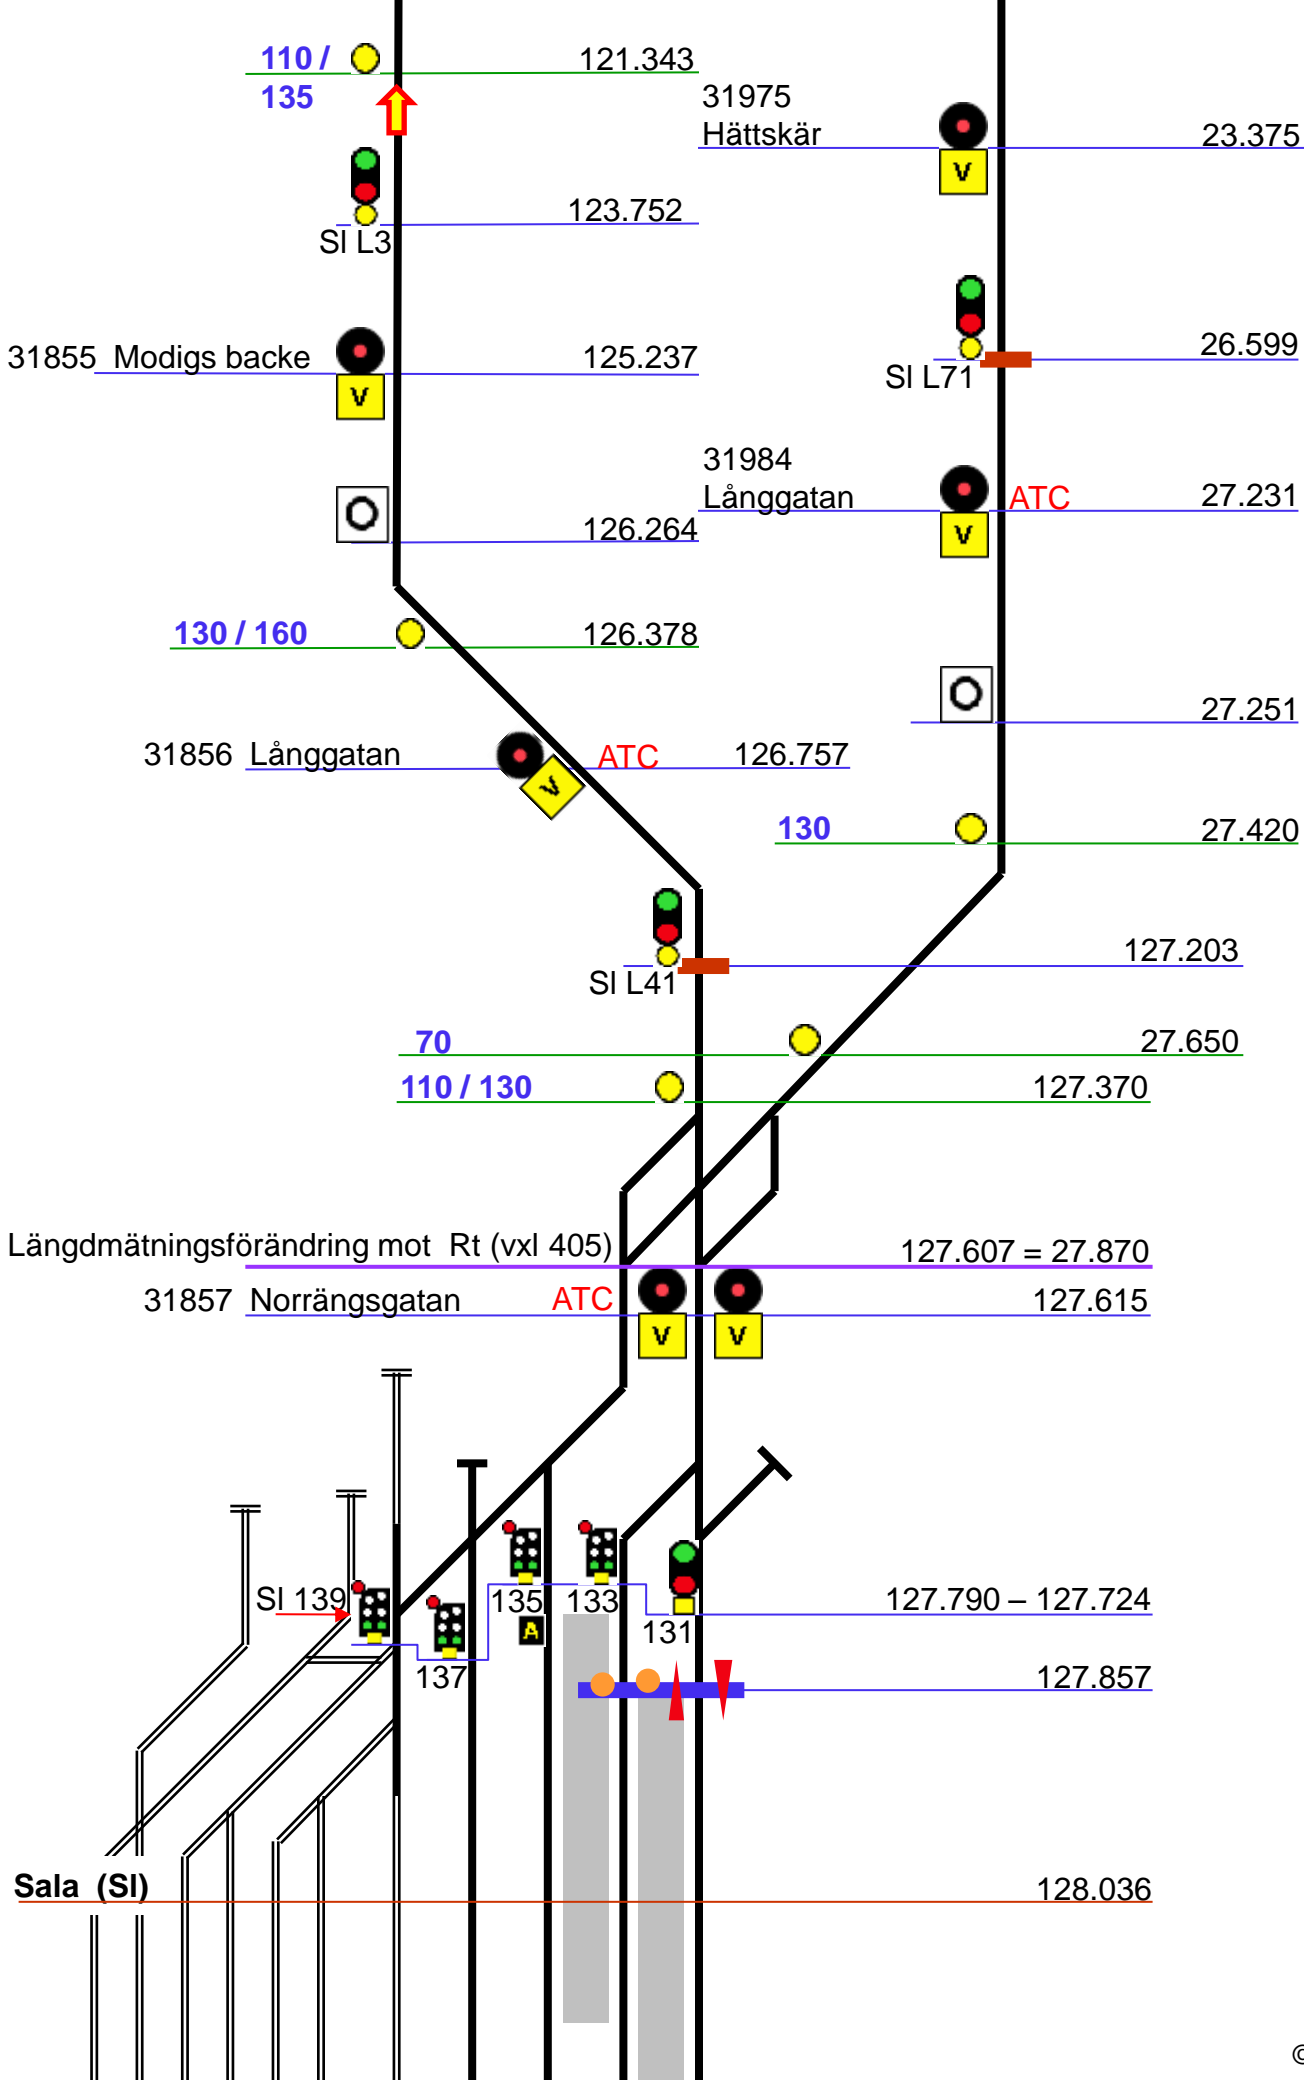 110 /
121.343
135
31975
Hättskär
23.375
V
123.752
Sl L3
26.599
Sl L71
31855 Modigs backe
125.237
V
31984
Långgatan
ATC
27.231
V
O
126.264
130 / 160
126.378
O
27.251
31856 Långgatan
ATC
126.757
V
130
27.420
127.203
Sl L41
70
27.650
110 / 130
127.370
Längdmätningsförändring mot Rt (vxl 405)
127.607 = 27.870
31857 Norrängsgatan
ATC
127.615
V V
Sl 139
135
133
127.790 – 127.724
A
131
137
127.857
Sala (Sl)
128.036
©